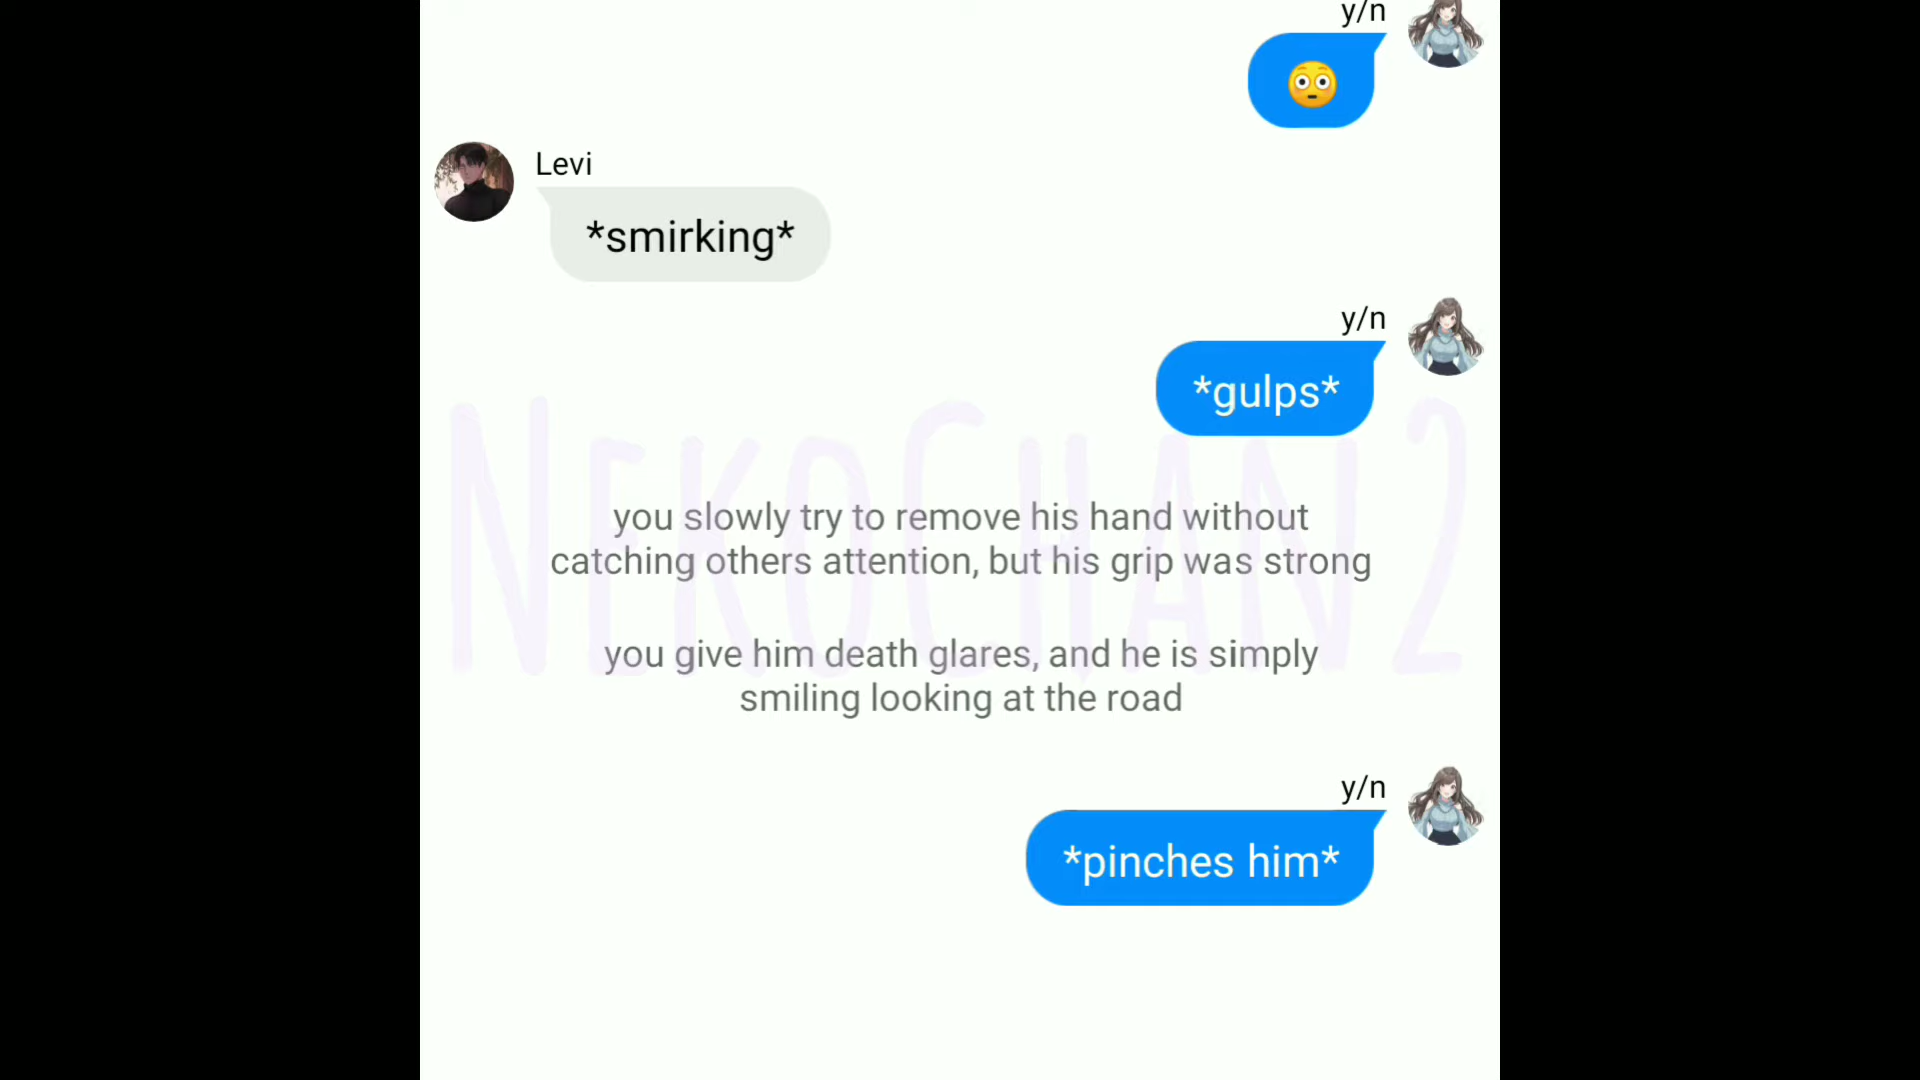 y/n
😳
Levi
*smirking*
y/n
*gulps*
NEKOCHAN2
you slowly try to remove his hand without
catching others attention, but his grip was strong
you give him death glares, and he is simply
smiling looking at the road
y/n
*pinches him*